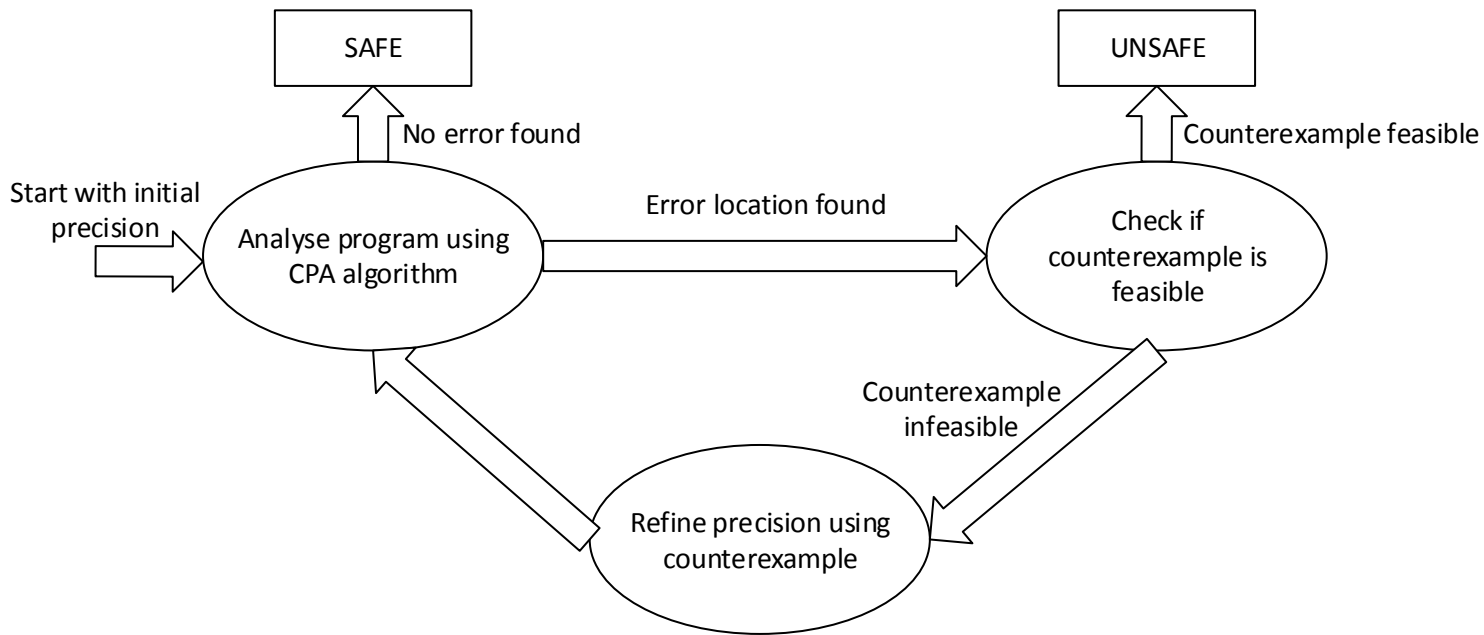 SAFE
UNSAFE
No error found
Counterexample feasible
Start with initial
precision
Analyse program using
CPA algorithm
Error location found
Check if
counterexample is
feasible
Counterexample
infeasible
Refine precision using
counterexample